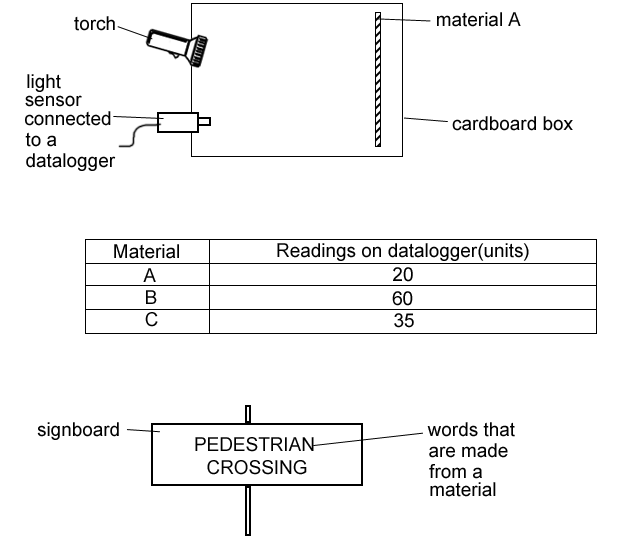 torch
material A
light
sensor
connected
to a
datalogger
cardboard box
Material Readings on datalogger(units)
A 20
B 60
C 35
signboard
PEDESTRIAN
CROSSING
words that
are made
from a
material